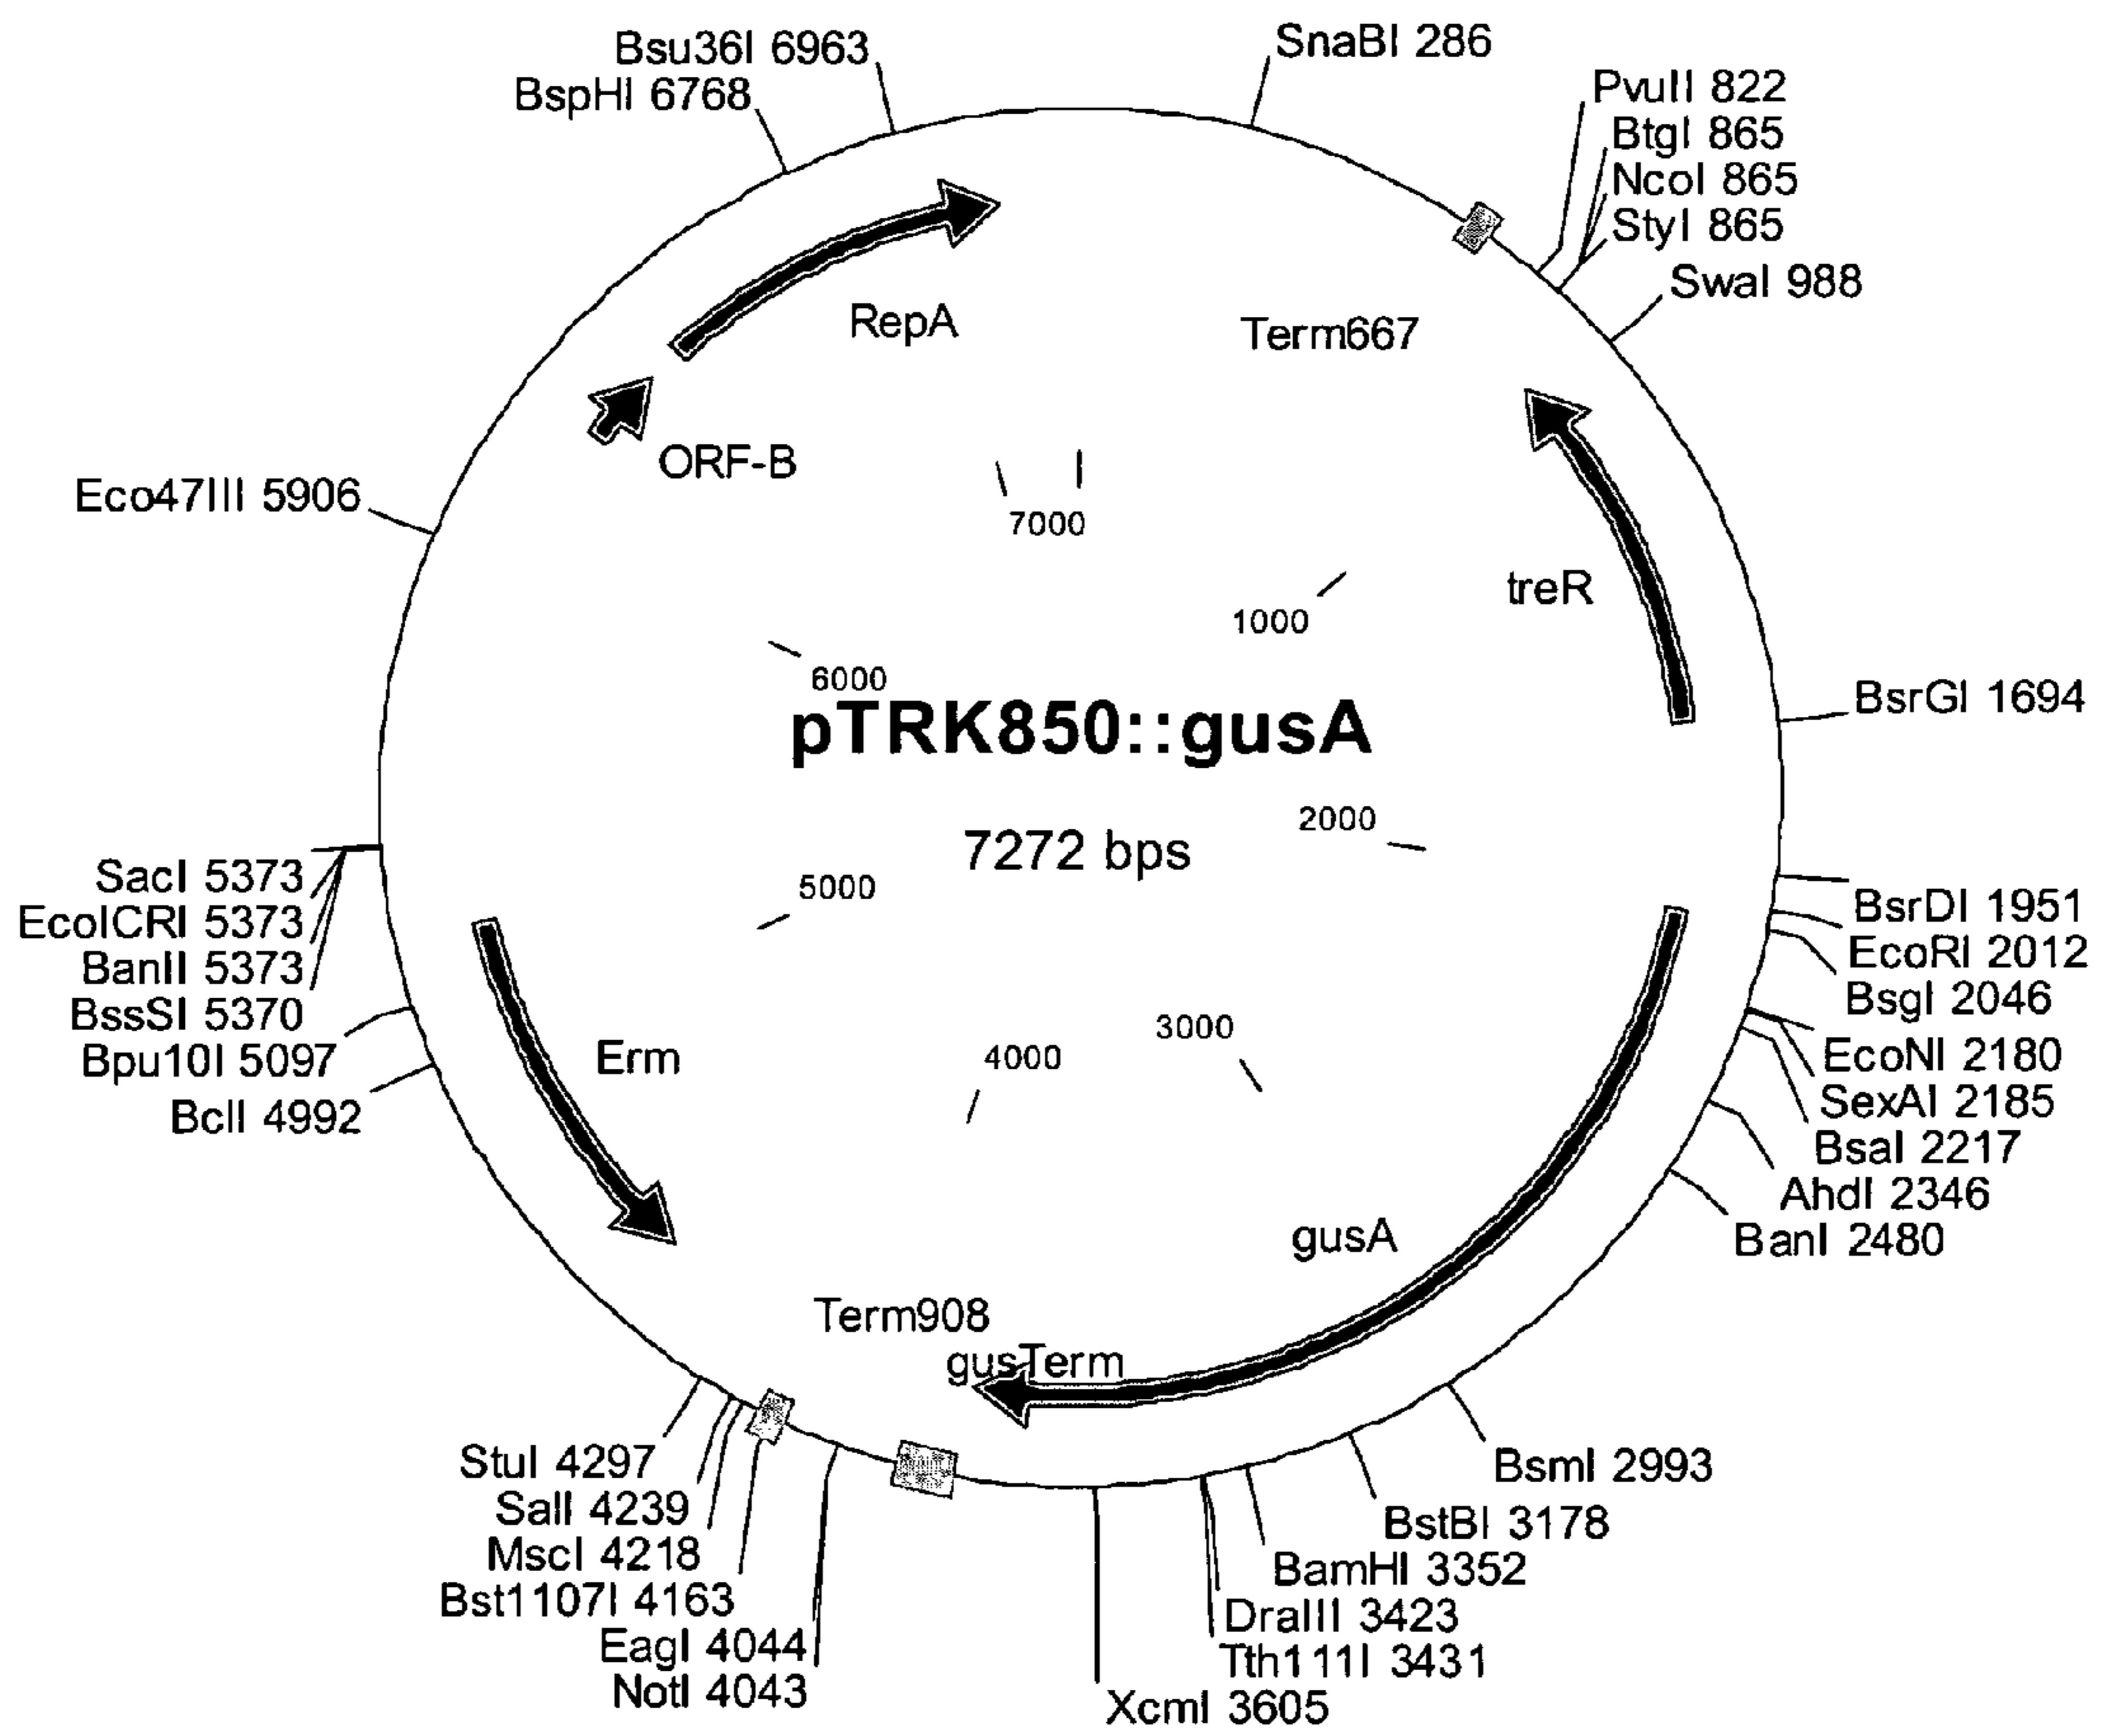 Bsu36I 6963
BspHI 6768
SnaBI 286
PvuII 822
BtgI 865
NcoI 865
StyI 865
SwaI 988
RepA
Term667
ORF-B
Eco47III 5906
7000
treR
1000
6000
BsrGI 1694
pTRK850::gusA
2000
7272 bps
5000
SacI 5373
EcoICRI 5373
BanII 5373
BssSI 5370
Bpu10I 5097
BclI 4992
BsrDI 1951
EcoRI 2012
BsgI 2046
EcoNI 2180
SexAI 2185
BsaI 2217
AhdI 2346
BanI 2480
3000
4000
Erm
gusA
Term908
gusTerm
StuI 4297
SalI 4239
MscI 4218
Bst1107I 4163
EagI 4044
NotI 4043
BsmI 2993
BstBI 3178
BamHI 3352
DraIII 3423
Tth111I 3431
XcmI 3605